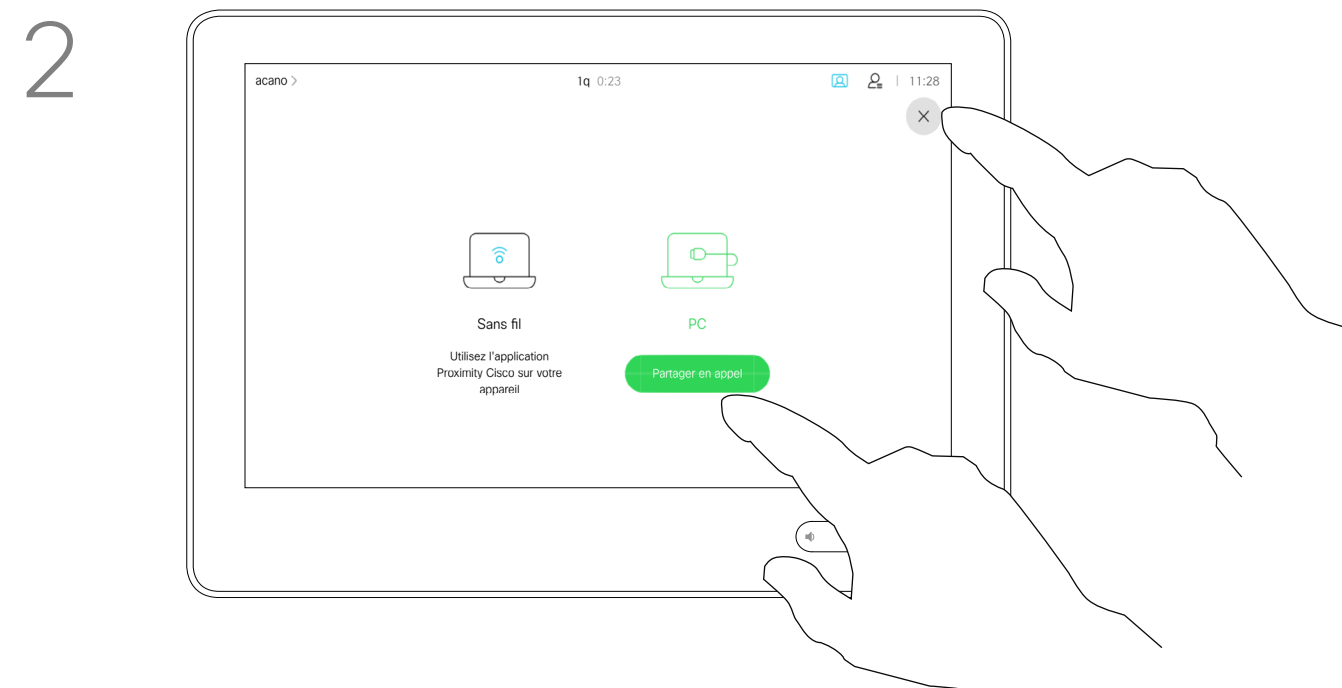 2
acano >
1q 0:23
11:28
Sans fil
PC
Utilisez l'application
Proximity Cisco sur votre
appareil
Partager en appel